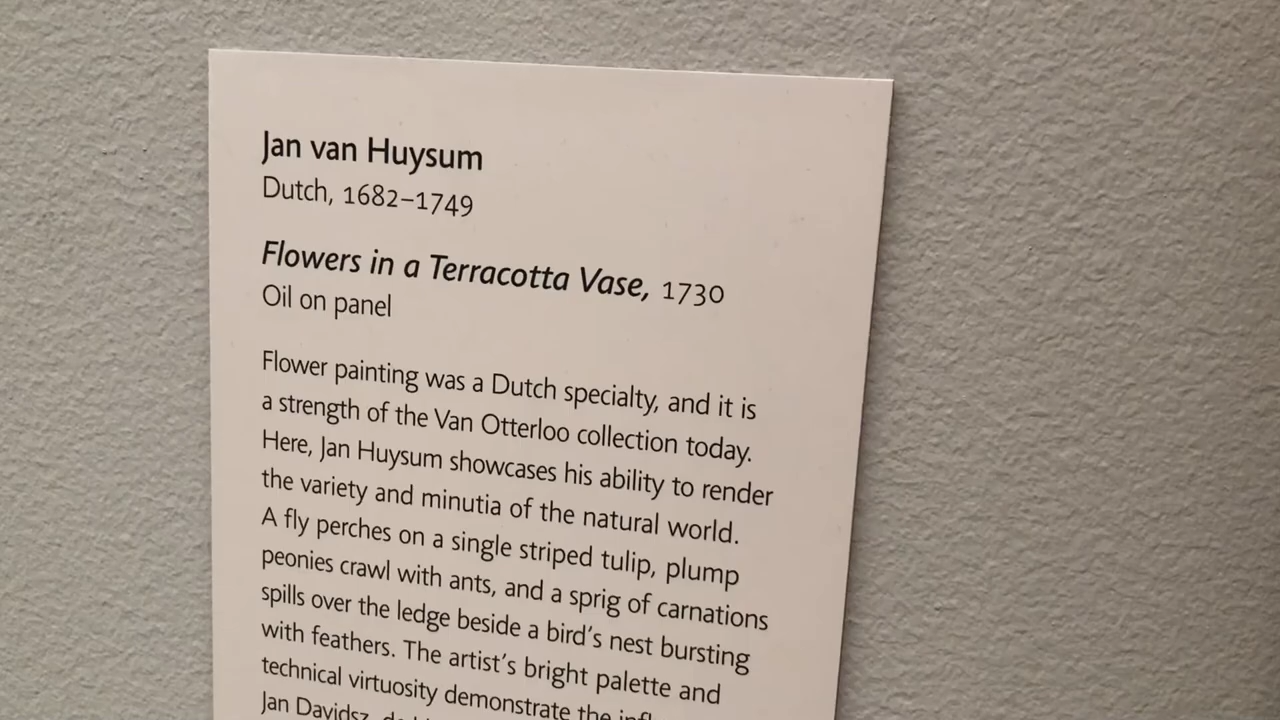 Jan van Huysum
Dutch, 1682–1749
Flowers in a Terracotta Vase, 1730
Oil on panel
Flower painting was a Dutch specialty, and it is
a strength of the Van Otterloo collection today.
Here, Jan Huysum showcases his ability to render
the variety and minutia of the natural world.
A fly perches on a single striped tulip, plump
peonies crawl with ants, and a sprig of carnations
spills over the ledge beside a bird’s nest bursting
with feathers. The artist’s bright palette and
technical virtuosity demonstrate the
Jan Davidsz.